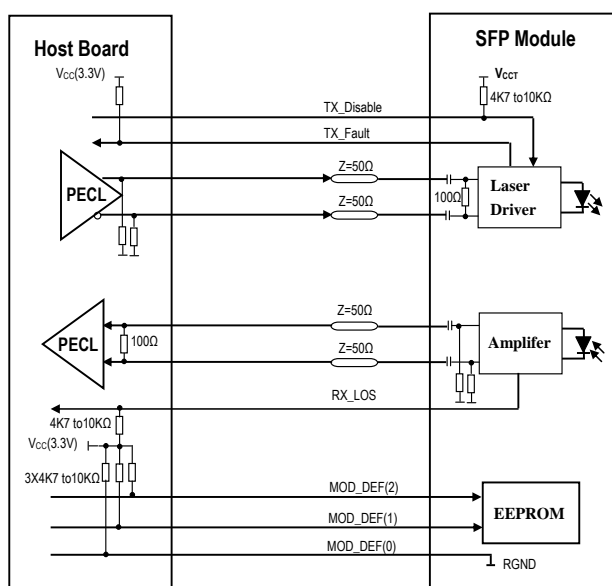 Host Board
SFP Module
VCC(3.3V)
VCCT
4K7 to10KΩ
TX_Disable
TX_Fault
Z=50Ω
PECL
100Ω
Laser
Driver
Z=50Ω
Z=50Ω
PECL
100Ω
Amplifer
Z=50Ω
RX_LOS
4K7 to10KΩ
VCC(3.3V)
3X4K7 to10KΩ
MOD_DEF(2)
EEPROM
MOD_DEF(1)
MOD_DEF(0)
RGND